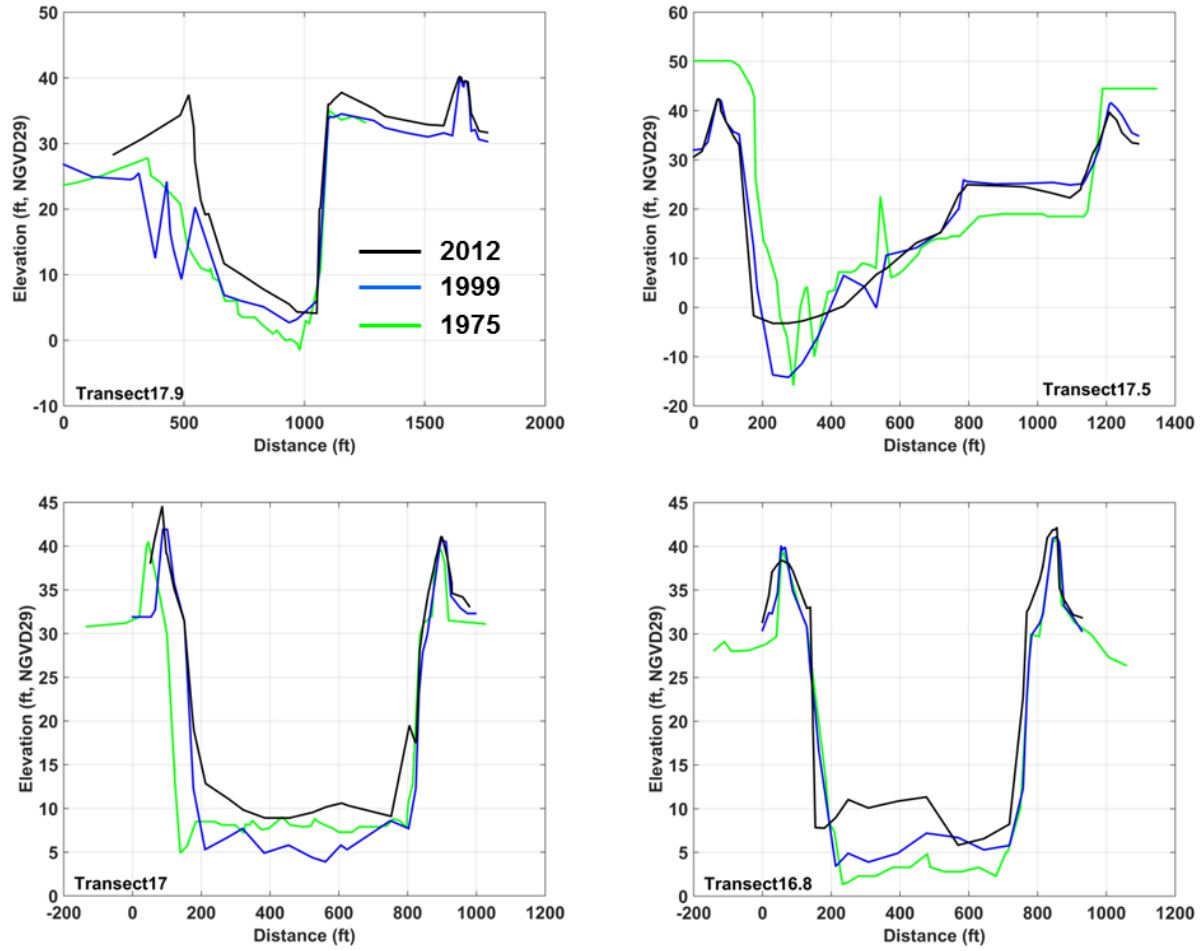 50
40
30
20
10
0
-10
Elevation (ft, NGVD29)
2012
1999
1975
Transect17.9
0 500 1000 1500 2000
Distance (ft)
60
50
40
30
20
10
0
-10
-20
Elevation (ft, NGVD29)
Transect17.5
0 200 400 600 800 1000 1200 1400
Distance (ft)
45
40
35
30
25
20
15
10
5
0
Elevation (ft, NGVD29)
Transect17
-200 0 200 400 600 800 1000 1200
Distance (ft)
45
40
35
30
25
20
15
10
5
0
Elevation (ft, NGVD29)
Transect16.8
-200 0 200 400 600 800 1000 1200
Distance (ft)